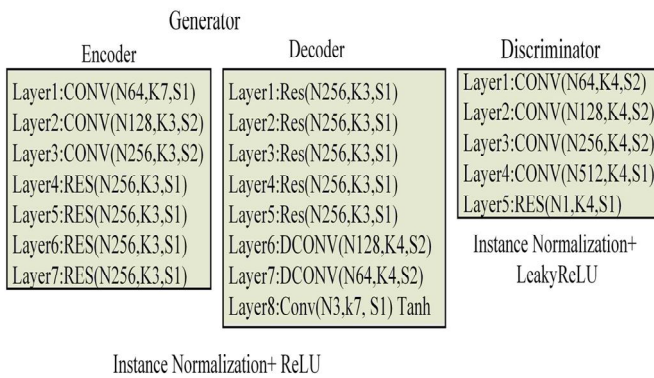 Generator
Encoder
Layer1:CONV(N64,K7,S1)
Layer2:CONV(N128,K3,S2)
Layer3:CONV(N256,K3,S2)
Layer4:RES(N256,K3,S1)
Layer5:RES(N256,K3,S1)
Layer6:RES(N256,K3,S1)
Layer7:RES(N256,K3,S1)
Decoder
Layer1:Res(N256,K3,S1)
Layer2:Res(N256,K3,S1)
Layer3:Res(N256,K3,S1)
Layer4:Res(N256,K3,S1)
Layer5:Res(N256,K3,S1)
Layer6:DCONV(N128,K4,S2)
Layer7:DCONV(N64,K4,S2)
Layer8:Conv(N3,k7, S1) Tanh
Instance Normalization+ ReLU
Discriminator
Layer1:CONV(N64,K4,S2)
Layer2:CONV(N128,K4,S2)
Layer3:CONV(N256,K4,S2)
Layer4:CONV(N512,K4,S1)
Layer5:RES(N1,K4,S1)
Instance Normalization+
LeakyReLU